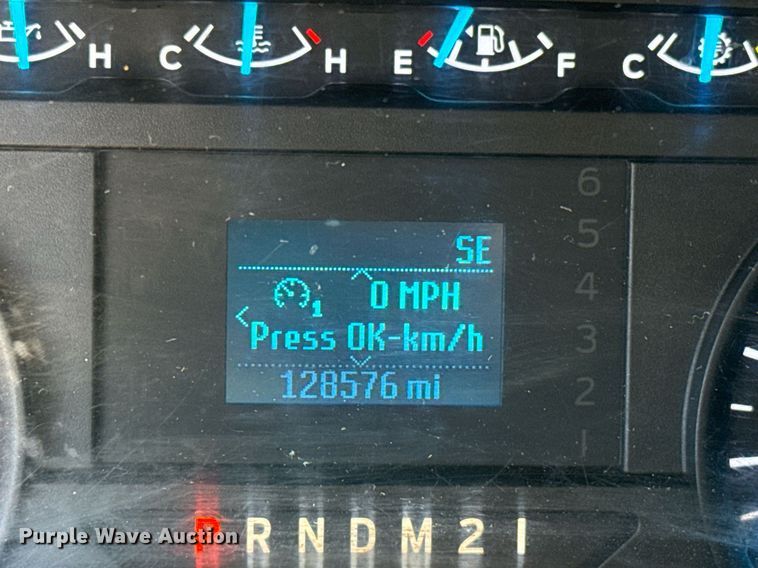 H C H E F C
6
5
4
3
2
1
SE
1 0 MPH
Press OK-km/h
128576 mi
P R N D M 2 1
Purple Wave Auction